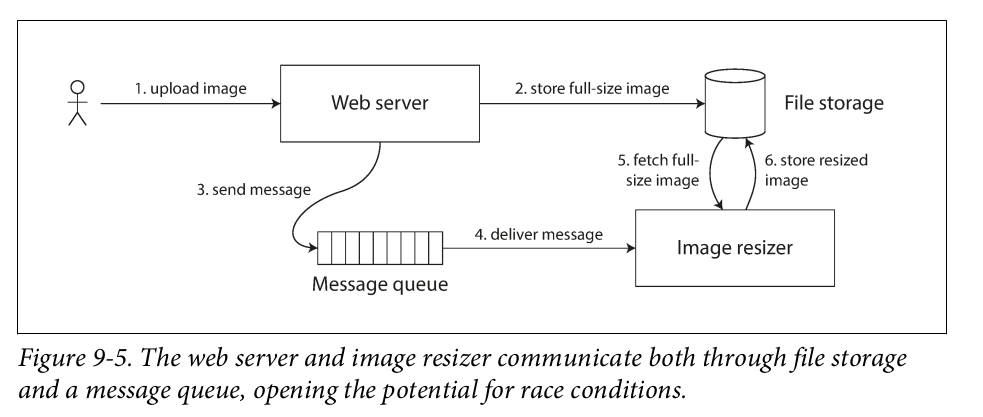 1. upload image
Web server
2. store full-size image
File storage
3. send message
5. fetch full-
size image
6. store resized
image
4. deliver message
Message queue
Image resizer
Figure 9-5. The web server and image resizer communicate both through file storage
and a message queue, opening the potential for race conditions.